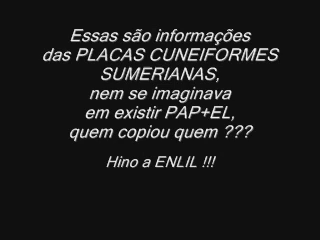 Essas são informações
das PLACAS CUNEIFORMES
SUMERIANAS,
nem se imaginava
em existir PAP+EL,
quem copiou quem ???
Hino a ENLIL !!!